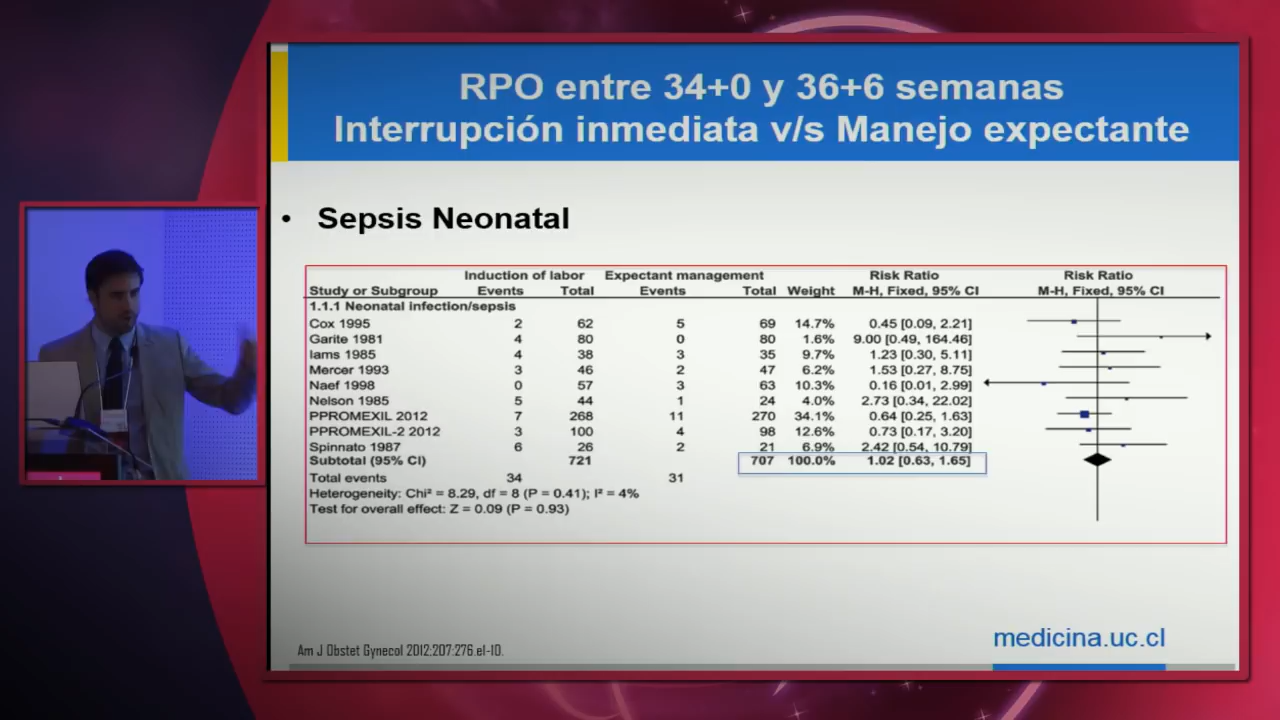 RPO entre 34+0 y 36+6 semanas
Interrupción inmediata v/s Manejo expectante
• Sepsis Neonatal
Induction of labor Expectant management Risk Ratio Risk Ratio
Study or Subgroup Events Total Events Total Weight M-H, Fixed, 95% CI M-H, Fixed, 95% CI
1.1.1 Neonatal infection/sepsis
Cox 1995 2 62 5 69 14.7% 0.45 [0.09, 2.21]
Garite 1981 4 80 0 80 1.6% 9.00 [0.49, 164.46]
Iams 1985 4 38 3 35 9.7% 1.23 [0.30, 5.11]
Mercer 1993 3 46 2 47 6.2% 1.53 [0.27, 8.75]
Naef 1998 0 57 3 63 10.3% 0.16 [0.01, 2.99]
Nelson 1985 5 44 1 24 4.0% 2.73 [0.34, 22.02]
PPROMEXIL 2012 7 268 11 270 34.1% 0.64 [0.25, 1.63]
PPROMEXIL-2 2012 3 100 4 98 12.6% 0.73 [0.17, 3.20]
Spinnato 1987 6 26 2 21 6.9% 2.42 [0.54, 10.79]
Subtotal (95% CI) 721 707 100.0% 1.02 [0.63, 1.65]
Total events 34 31
Heterogeneity: Chi² = 8.29, df = 8 (P = 0.41); I² = 4%
Test for overall effect: Z = 0.09 (P = 0.93)
Am J Obstet Gynecol 2012;207:276.e1-10.
medicina.uc.cl